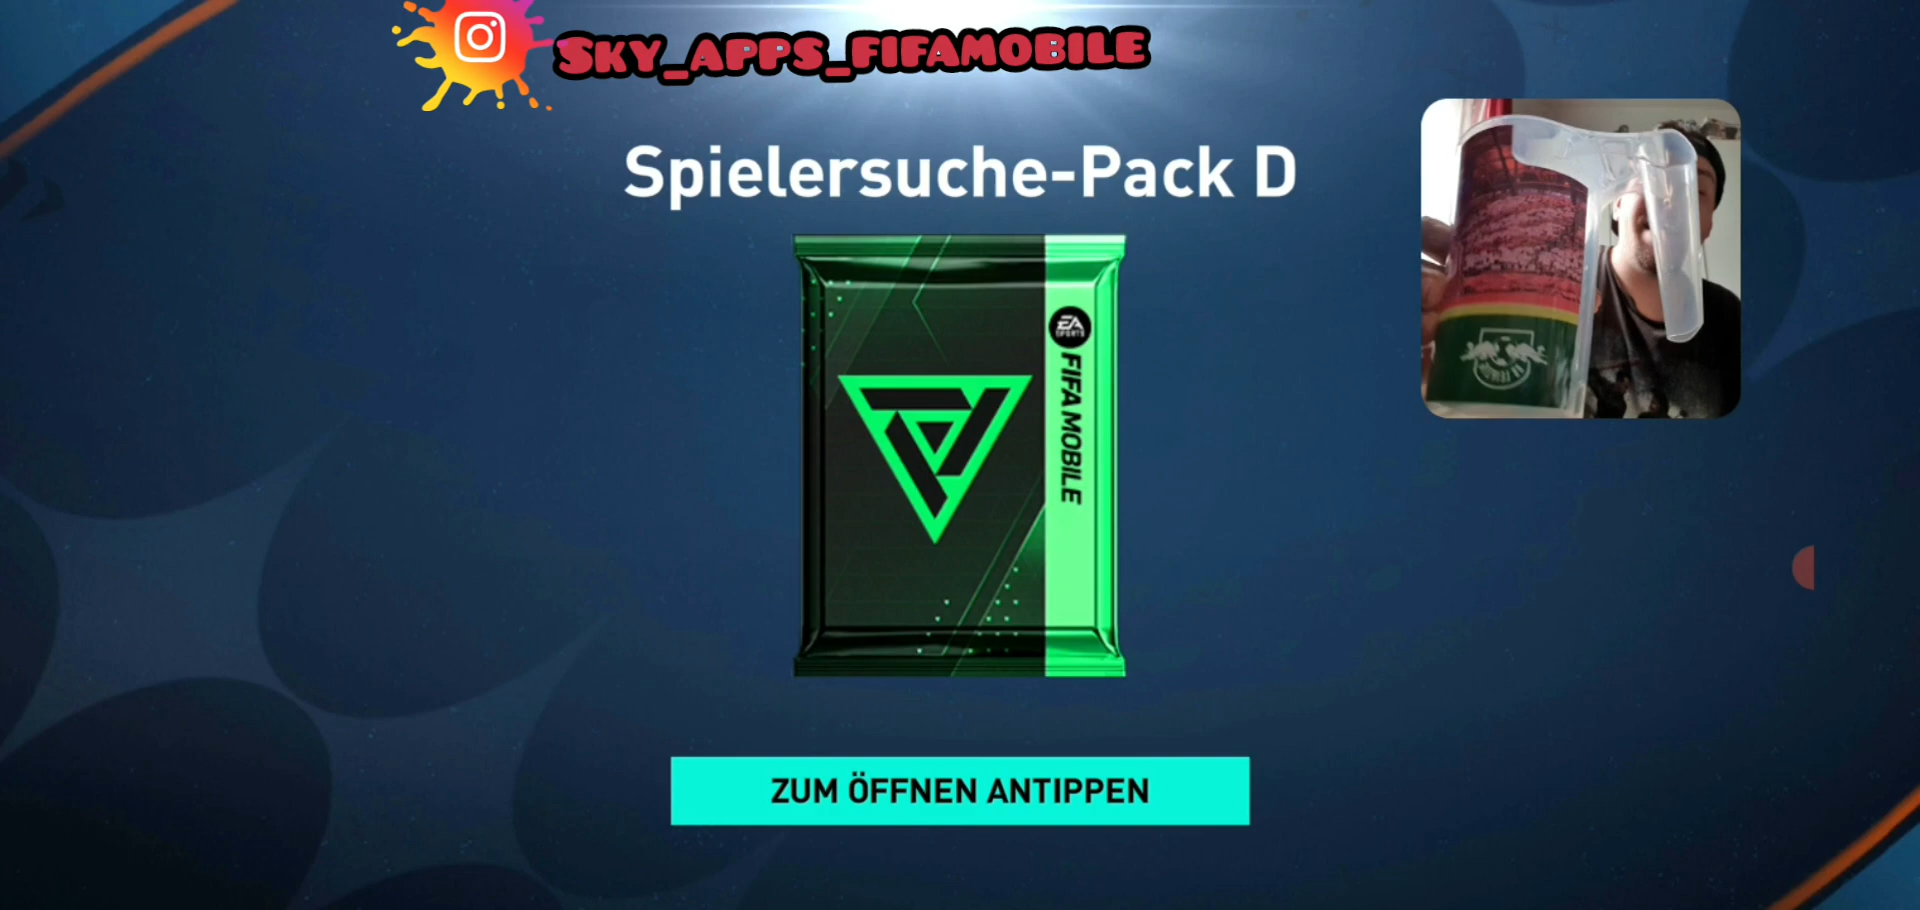 SKY_APPS_FIFAMOBILE
Spielersuche-Pack D
EA
SPORTS
FIFA MOBILE
ZUM ÖFFNEN ANTIPPEN